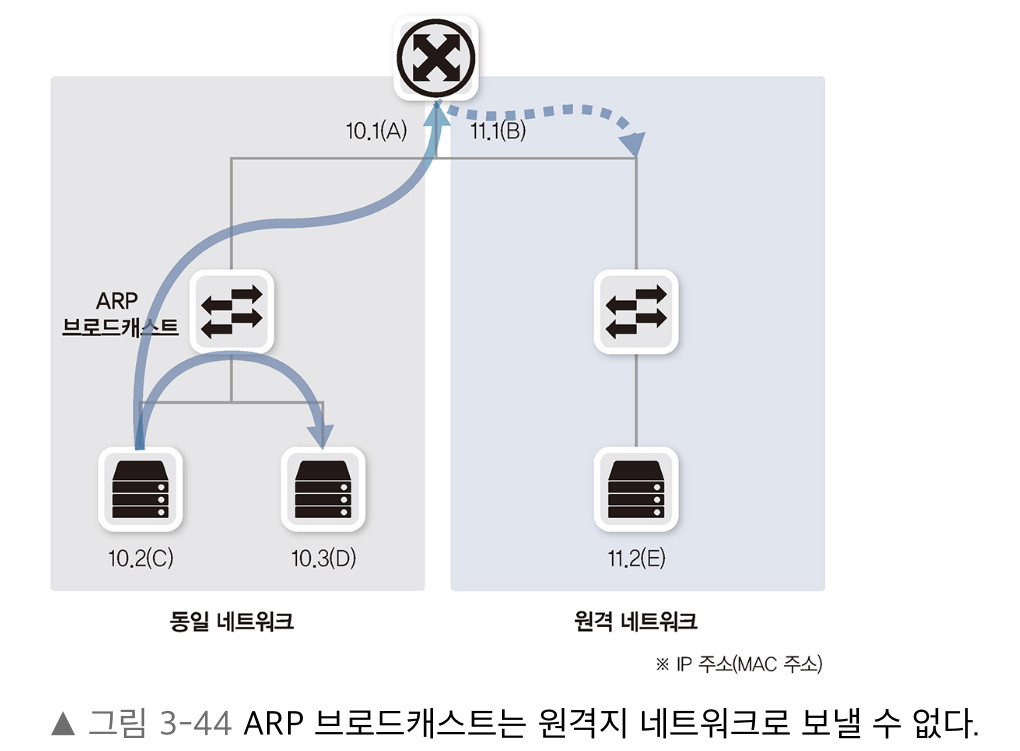 10.1(A)
11.1(B)
ARP
브로드캐스트
10.2(C)
10.3(D)
11.2(E)
동일 네트워크
원격 네트워크
※ IP 주소(MAC 주소)
▲ 그림 3-44 ARP 브로드캐스트는 원격지 네트워크로 보낼 수 없다.